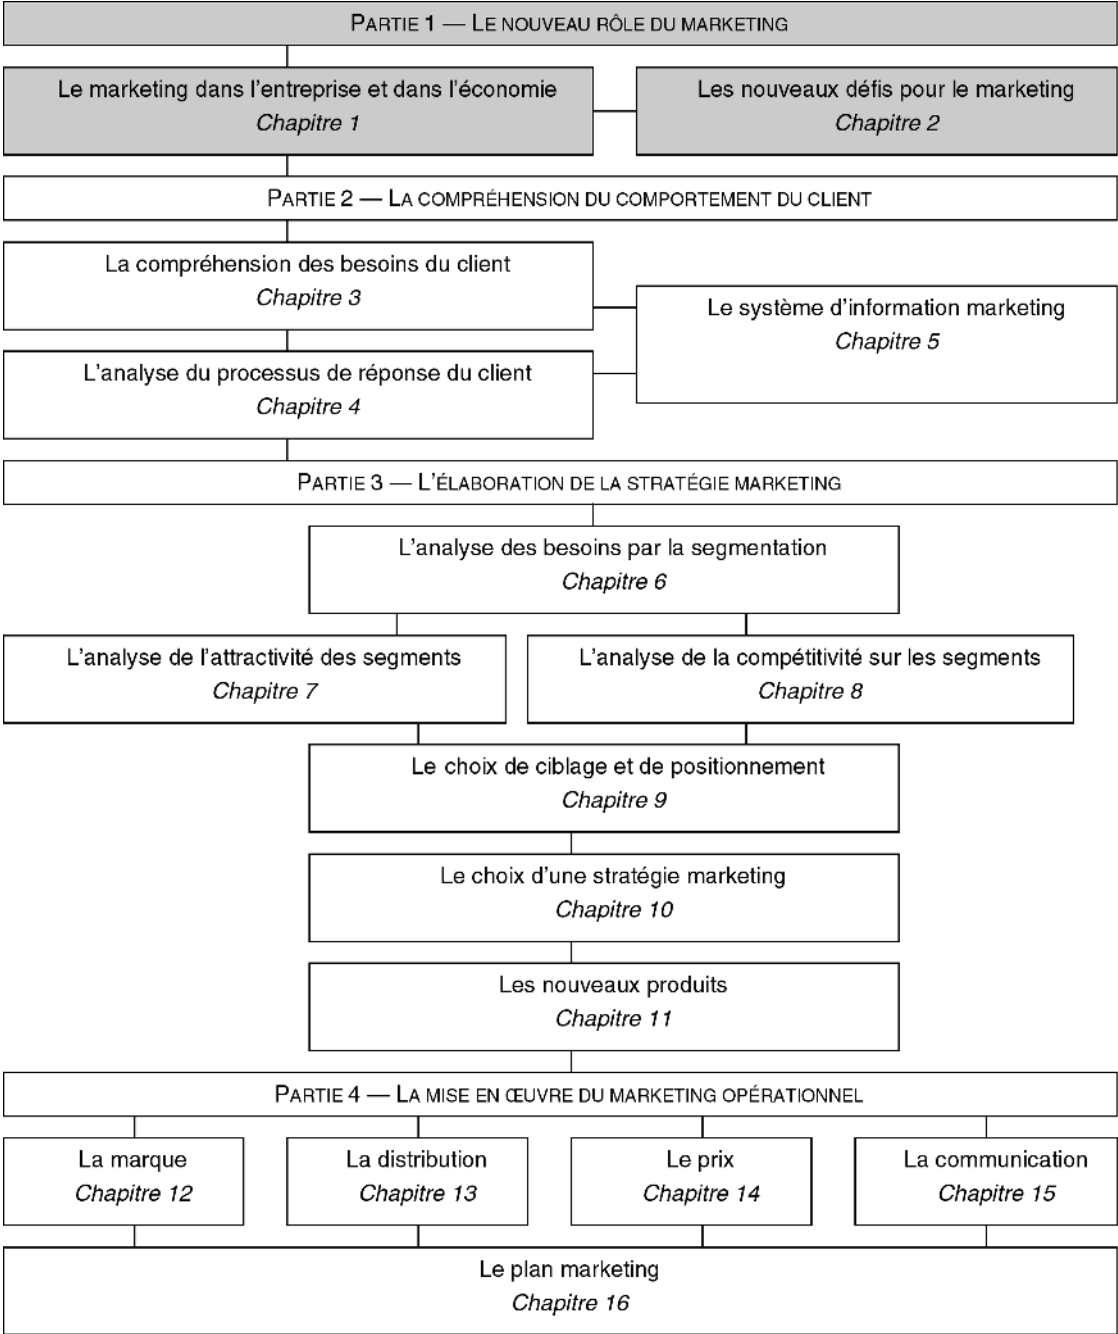 PARTIE 1 — LE NOUVEAU RÔLE DU MARKETING
Le marketing dans l'entreprise et dans l'économie
Chapitre 1
Les nouveaux défis pour le marketing
Chapitre 2
PARTIE 2 — LA COMPRÉHENSION DU COMPORTEMENT DU CLIENT
La compréhension des besoins du client
Chapitre 3
Le système d'information marketing
Chapitre 5
L'analyse du processus de réponse du client
Chapitre 4
PARTIE 3 — L'ÉLABORATION DE LA STRATÉGIE MARKETING
L'analyse des besoins par la segmentation
Chapitre 6
L'analyse de l'attractivité des segments
Chapitre 7
L'analyse de la compétitivité sur les segments
Chapitre 8
Le choix de ciblage et de positionnement
Chapitre 9
Le choix d'une stratégie marketing
Chapitre 10
Les nouveaux produits
Chapitre 11
PARTIE 4 — LA MISE EN ŒUVRE DU MARKETING OPÉRATIONNEL
La marque
Chapitre 12
La distribution
Chapitre 13
Le prix
Chapitre 14
La communication
Chapitre 15
Le plan marketing
Chapitre 16